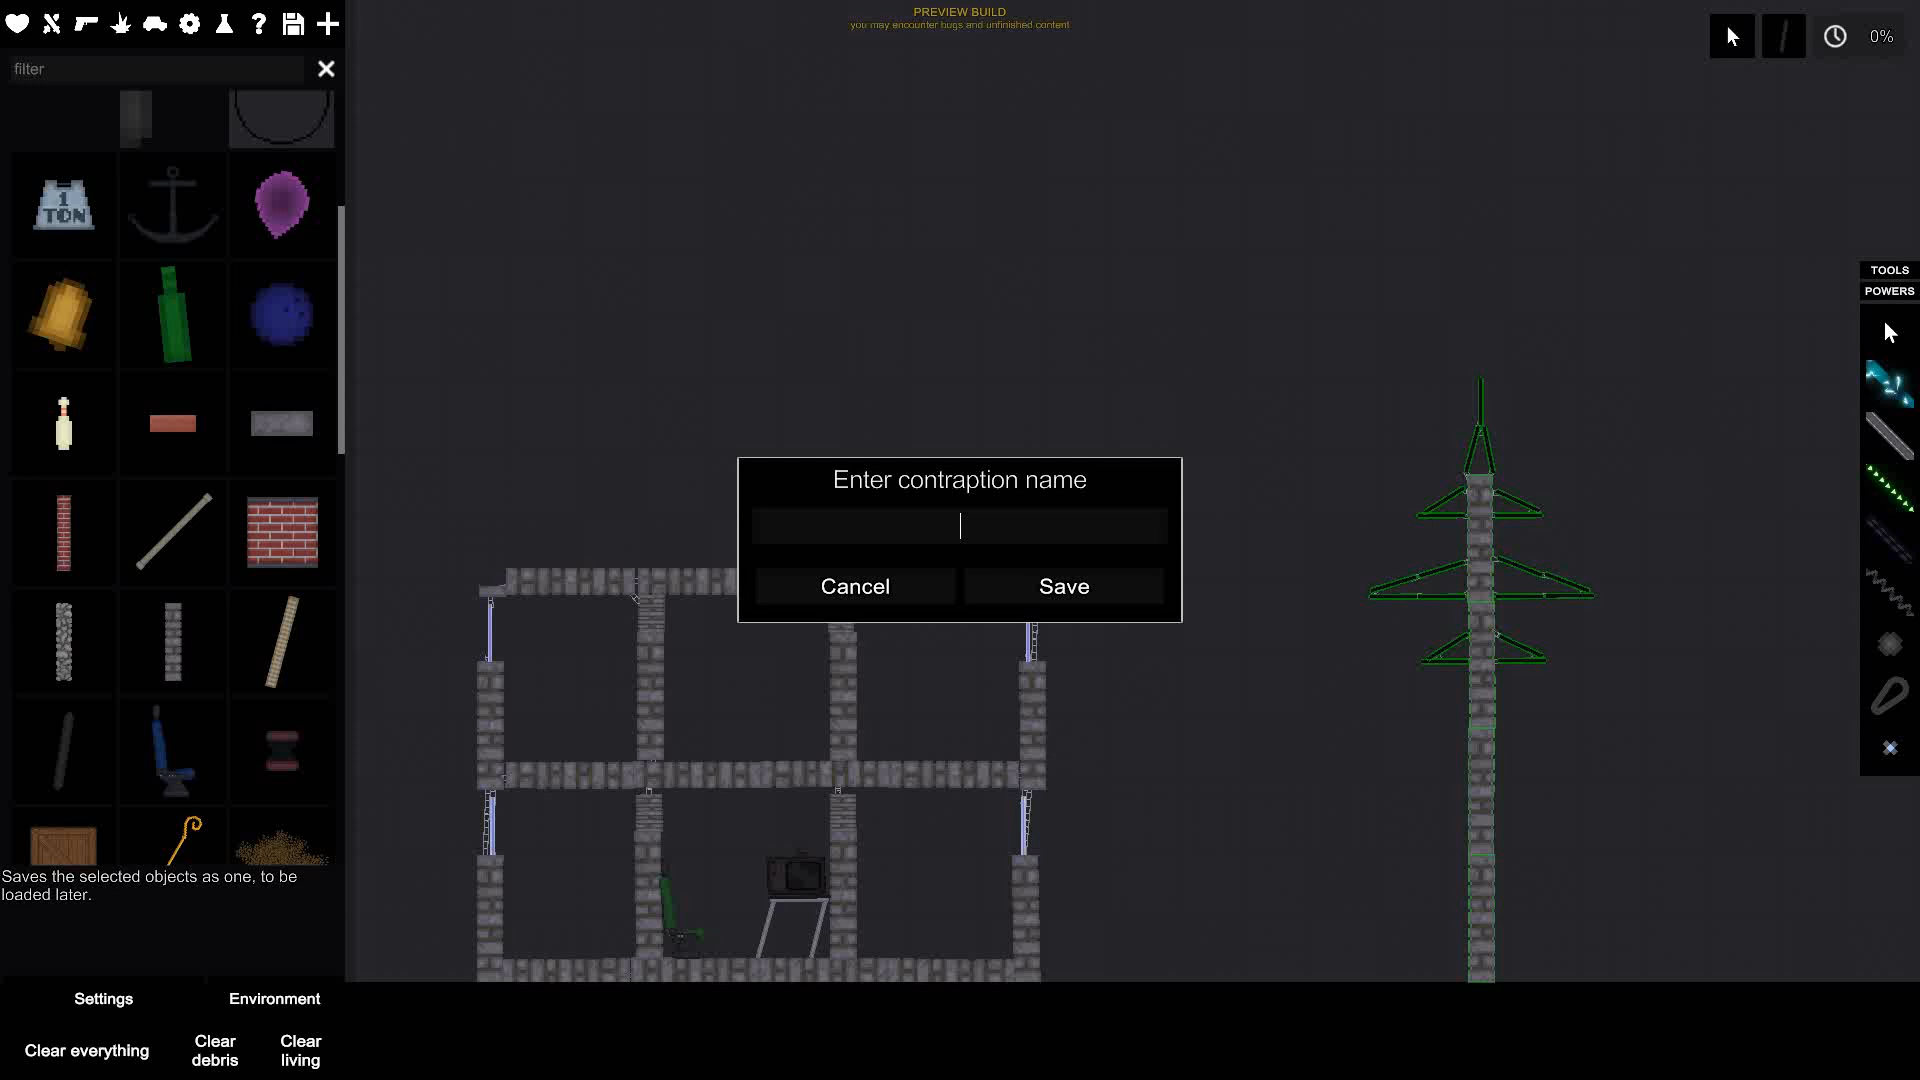 PREVIEW BUILD
you may encounter bugs and unfinished content
0%
filter
1
TON
TOOLS
POWERS
Enter contraption name
Cancel
Save
Saves the selected objects as one, to be
loaded later.
Settings
Environment
Clear everything
Clear
debris
Clear
living